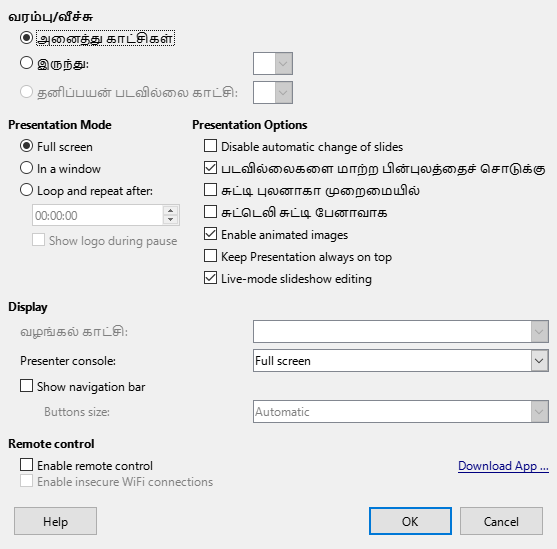 வரம்பு/வீச்சு
அனைத்து காட்சிகள்
இருந்து:
தனிப்பயன் படவில்லை காட்சி:
Presentation Mode
Full screen
In a window
Loop and repeat after:
00:00:00
Show logo during pause
Presentation Options
Disable automatic change of slides
படவில்லைகளை மாற்ற பின்புலத்தைச் சொடுக்கு
சுட்டி புலனாகா முறைமையில்
சுட்டெலி சுட்டி பேனாவாக
Enable animated images
Keep Presentation always on top
Live-mode slideshow editing
Display
வழங்கல் காட்சி:
Presenter console: Full screen
Show navigation bar
Buttons size: Automatic
Remote control
Enable remote control Download App ...
Enable insecure WiFi connections
Help OK Cancel